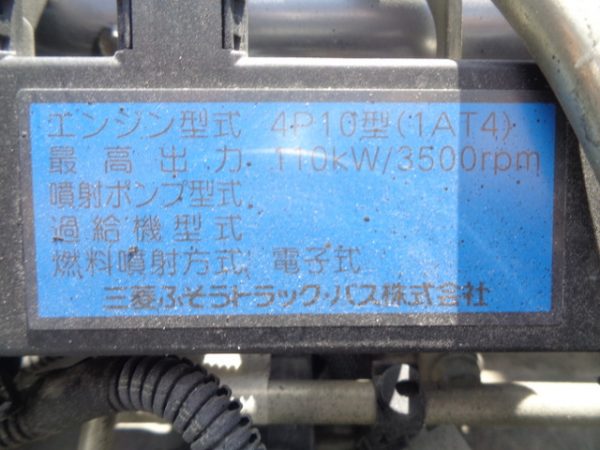 エンジン型式 4P10型(1AT4)
最高出力 110kW/3500rpm
噴射ポンプ型式
過給機型式
燃料噴射方式 電子式
三菱ふそうトラック・バス株式会社